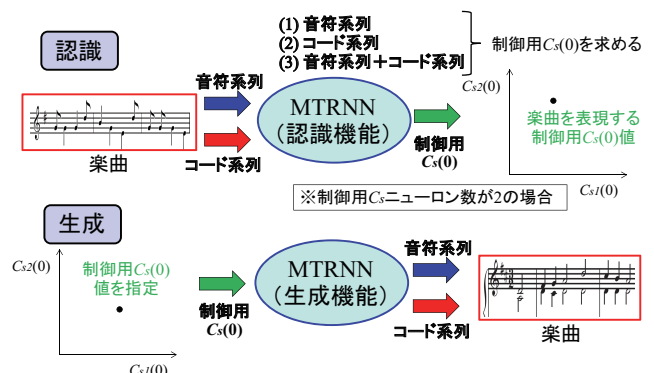 認識
(1) 音符系列
(2) コード系列
(3) 音符系列＋コード系列
制御用Cs(0)を求める
音符系列
コード系列
楽曲
MTRNN
（認識機能）
制御用
Cs(0)
Cs2(0)
楽曲を表現する
制御用Cs(0)値
Cs1(0)
※制御用Csニューロン数が2の場合
生成
Cs2(0)
制御用Cs(0)
値を指定
Cs1(0)
制御用
Cs(0)
MTRNN
（生成機能）
音符系列
コード系列
楽曲